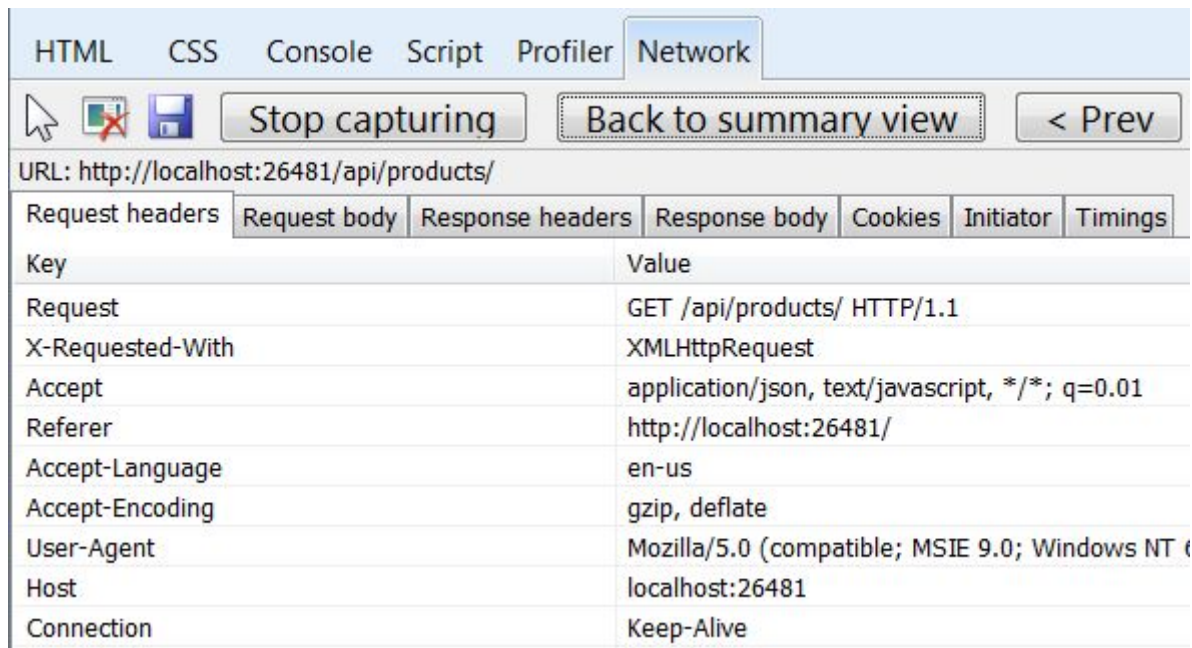 HTML CSS Console Script Profiler Network
Stop capturing Back to summary view < Prev
URL: http://localhost:26481/api/products/
Request headers Request body Response headers Response body Cookies Initiator Timings
Key Value
Request GET /api/products/ HTTP/1.1
X-Requested-With XMLHttpRequest
Accept application/json, text/javascript, */*; q=0.01
Referer http://localhost:26481/
Accept-Language en-us
Accept-Encoding gzip, deflate
User-Agent Mozilla/5.0 (compatible; MSIE 9.0; Windows NT
Host localhost:26481
Connection Keep-Alive